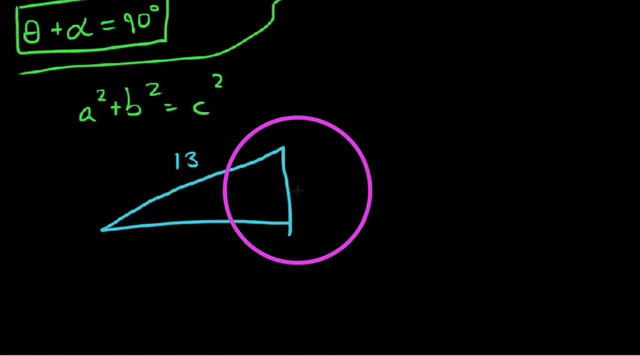 θ + α = 90°
a² + b² = c²
13